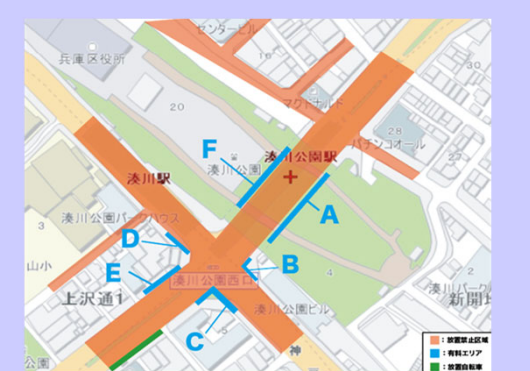 センタービル
兵庫区役所
16
30
マクドナルド
20
28
パチンコオール
F
湊川公園駅
湊川公園
27
湊川駅
A
湊川公園パークハウス
3
D
B
山小
E
4
上沢通1
湊川公園西口
湊川パーク
新開地
湊川公園ビル
C
公園
：放置禁止区域
：有料エリア
：放置自転車